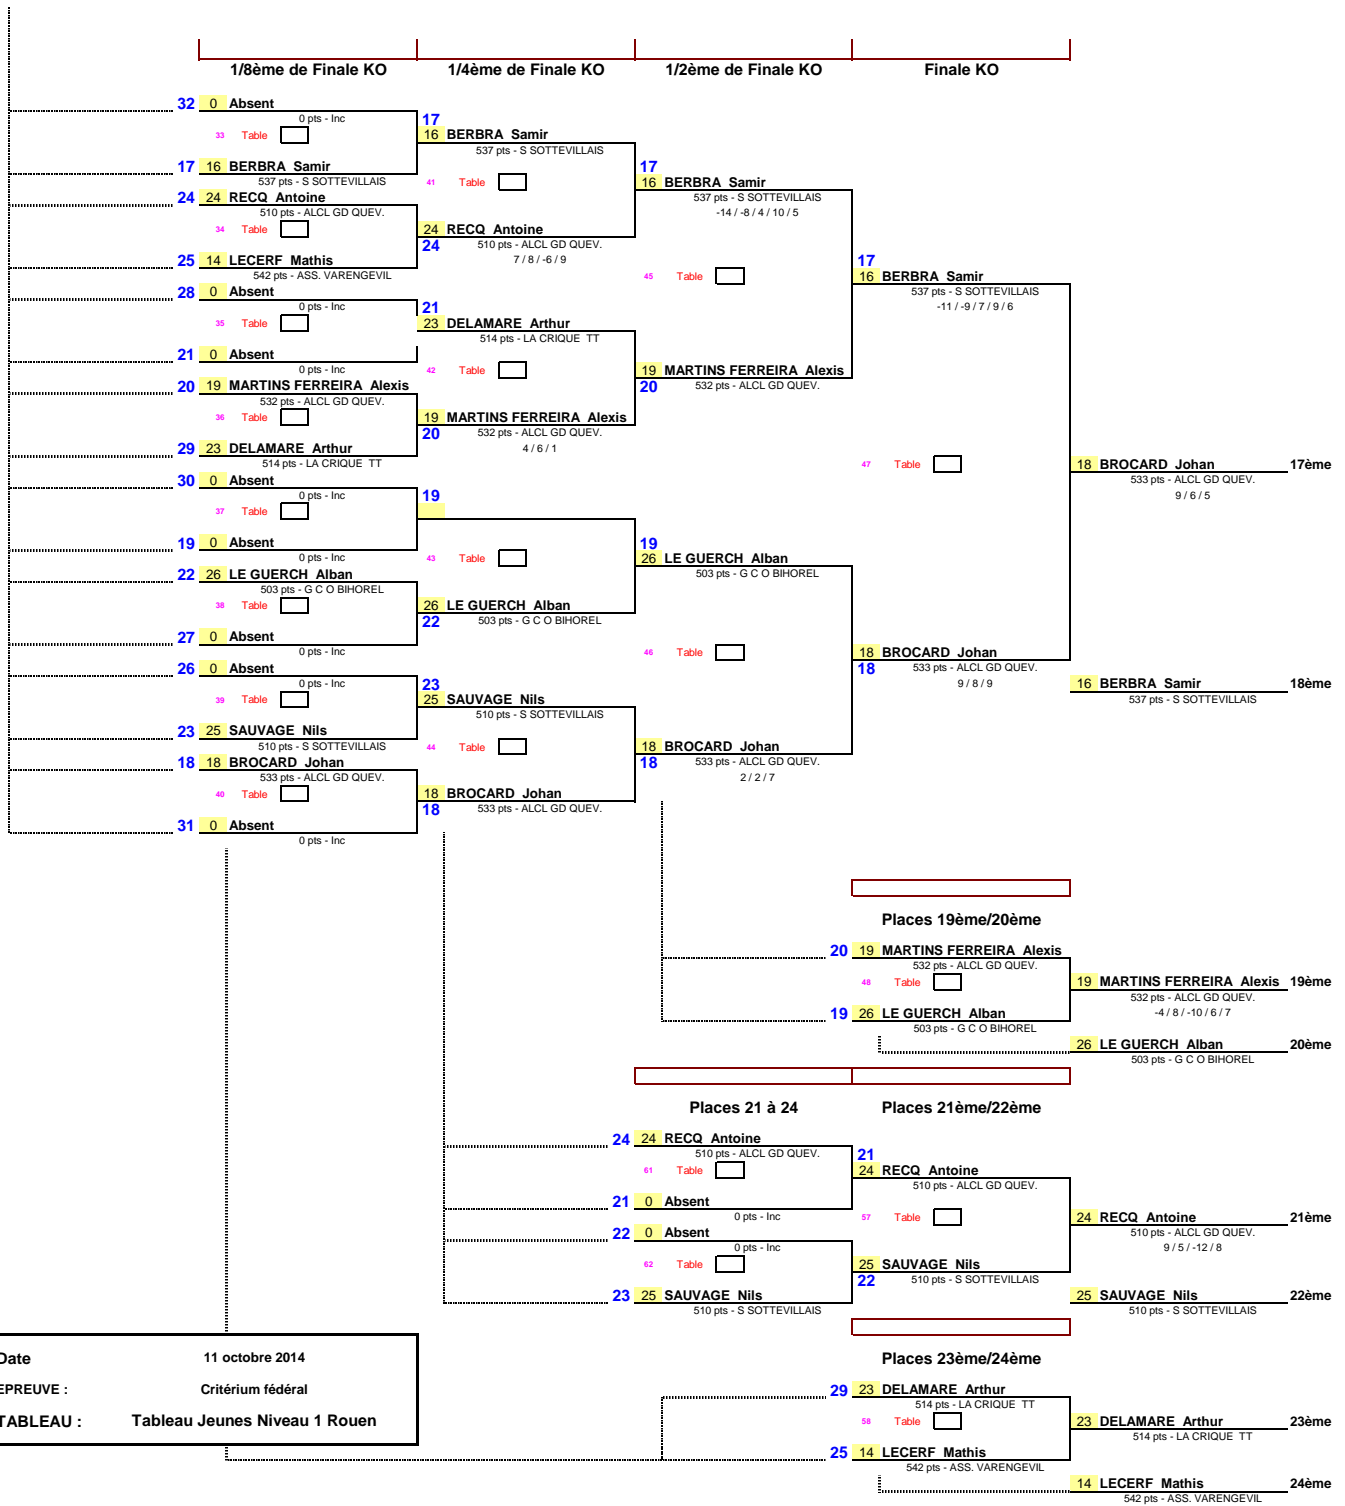 1/8ème de Finale KO 1/4ème de Finale KO 1/2ème de Finale KO Finale KO
32 0 Absent
0 pts - Inc
33 Table
17 16 BERBRA Samir
537 pts - S SOTTEVILLAIS
24 24 RECQ Antoine
510 pts - ALCL GD QUEV.
34 Table
25 14 LECERF Mathis
542 pts - ASS. VARENGEVIL
28 0 Absent
0 pts - Inc
35 Table
21 0 Absent
0 pts - Inc
20 19 MARTINS FERREIRA Alexis
532 pts - ALCL GD QUEV.
36 Table
29 23 DELAMARE Arthur
514 pts - LA CRIQUE TT
30 0 Absent
0 pts - Inc
37 Table
19 0 Absent
0 pts - Inc
22 26 LE GUERCH Alban
503 pts - G C O BIHOREL
38 Table
27 0 Absent
0 pts - Inc
26 0 Absent
0 pts - Inc
39 Table
23 25 SAUVAGE Nils
510 pts - S SOTTEVILLAIS
18 18 BROCARD Johan
533 pts - ALCL GD QUEV.
40 Table
31 0 Absent
0 pts - Inc
17
16 BERBRA Samir
537 pts - S SOTTEVILLAIS
41 Table
24 RECQ Antoine
24 510 pts - ALCL GD QUEV.
7 / 8 / -6 / 9
21
23 DELAMARE Arthur
514 pts - LA CRIQUE TT
42 Table
19 MARTINS FERREIRA Alexis
20 532 pts - ALCL GD QUEV.
4 / 6 / 1
19
43 Table
26 LE GUERCH Alban
22 503 pts - G C O BIHOREL
23
25 SAUVAGE Nils
510 pts - S SOTTEVILLAIS
44 Table
18 BROCARD Johan
18 533 pts - ALCL GD QUEV.
17
16 BERBRA Samir
537 pts - S SOTTEVILLAIS
-14 / -8 / 4 / 10 / 5
45 Table
19 MARTINS FERREIRA Alexis
20 532 pts - ALCL GD QUEV.
19
26 LE GUERCH Alban
503 pts - G C O BIHOREL
46 Table
18 BROCARD Johan
18 533 pts - ALCL GD QUEV.
2 / 2 / 7
17
16 BERBRA Samir
537 pts - S SOTTEVILLAIS
-11 / -9 / 7 / 9 / 6
47 Table
18 BROCARD Johan
18 533 pts - ALCL GD QUEV.
9 / 8 / 9
18 BROCARD Johan 17ème
533 pts - ALCL GD QUEV.
9 / 6 / 5
16 BERBRA Samir 18ème
537 pts - S SOTTEVILLAIS
Places 19ème/20ème
20 19 MARTINS FERREIRA Alexis
532 pts - ALCL GD QUEV.
48 Table
19 26 LE GUERCH Alban
503 pts - G C O BIHOREL
19 MARTINS FERREIRA Alexis 19ème
532 pts - ALCL GD QUEV.
-4 / 8 / -10 / 6 / 7
26 LE GUERCH Alban 20ème
503 pts - G C O BIHOREL
Places 21 à 24 Places 21ème/22ème
24 24 RECQ Antoine
510 pts - ALCL GD QUEV.
61 Table
21 0 Absent
0 pts - Inc
22 0 Absent
0 pts - Inc
62 Table
23 25 SAUVAGE Nils
510 pts - S SOTTEVILLAIS
21
24 RECQ Antoine
510 pts - ALCL GD QUEV.
57 Table
25 SAUVAGE Nils
22 510 pts - S SOTTEVILLAIS
24 RECQ Antoine 21ème
510 pts - ALCL GD QUEV.
9 / 5 / -12 / 8
25 SAUVAGE Nils 22ème
510 pts - S SOTTEVILLAIS
Places 23ème/24ème
29 23 DELAMARE Arthur
514 pts - LA CRIQUE TT
58 Table
25 14 LECERF Mathis
542 pts - ASS. VARENGEVIL
23 DELAMARE Arthur 23ème
514 pts - LA CRIQUE TT
14 LECERF Mathis 24ème
542 pts - ASS. VARENGEVIL
Date 11 octobre 2014
EPREUVE : Critérium fédéral
TABLEAU : Tableau Jeunes Niveau 1 Rouen